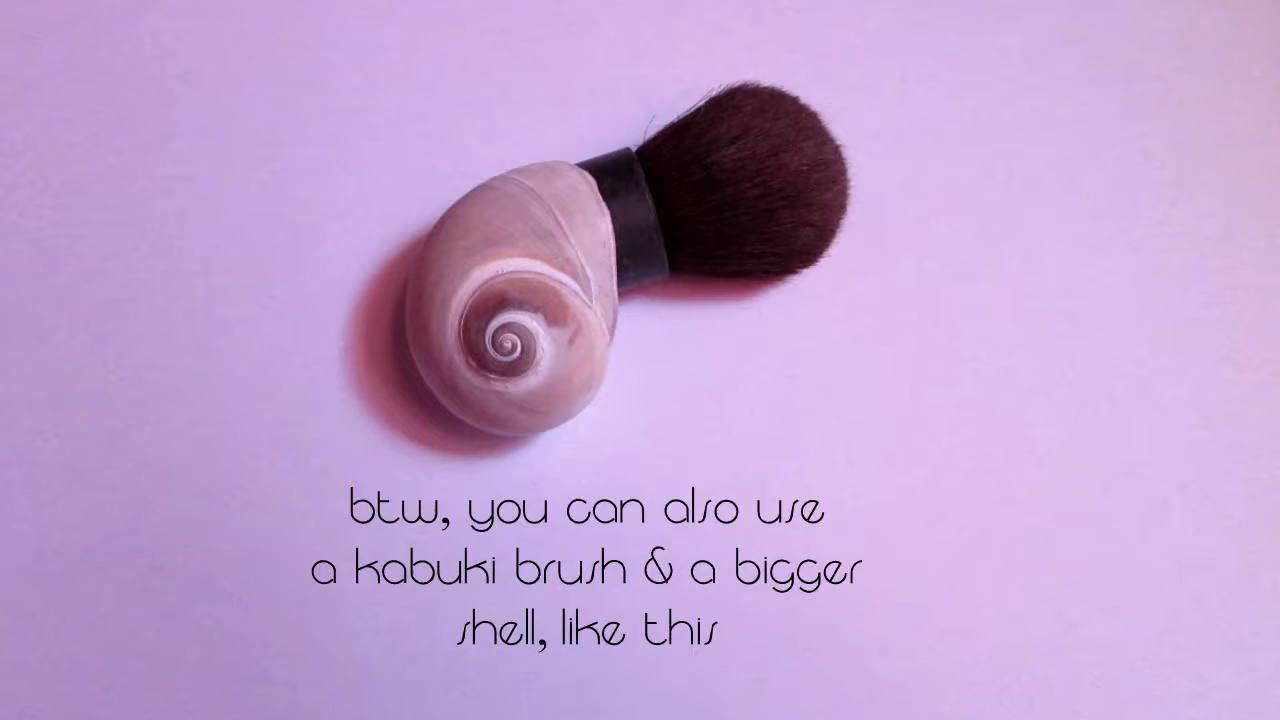 btw, you can also use
a kabuki brush & a bigger
shell, like this